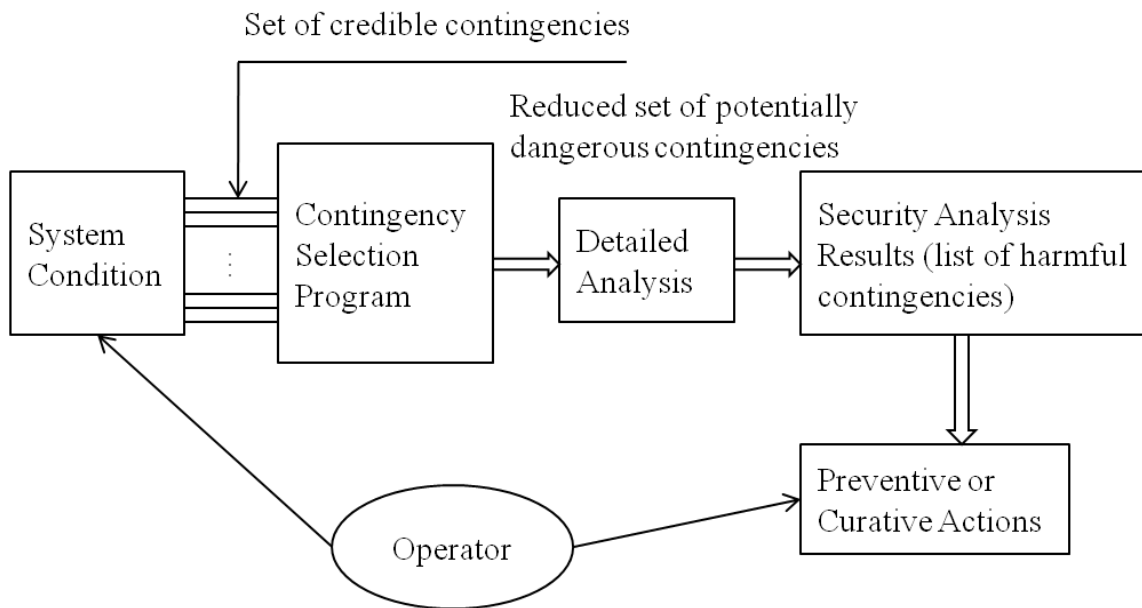 Set of credible contingencies
Reduced set of potentially
dangerous contingencies
System
Condition
Contingency
Selection
Program
Detailed
Analysis
Security Analysis
Results (list of harmful
contingencies)
Preventive or
Curative Actions
Operator